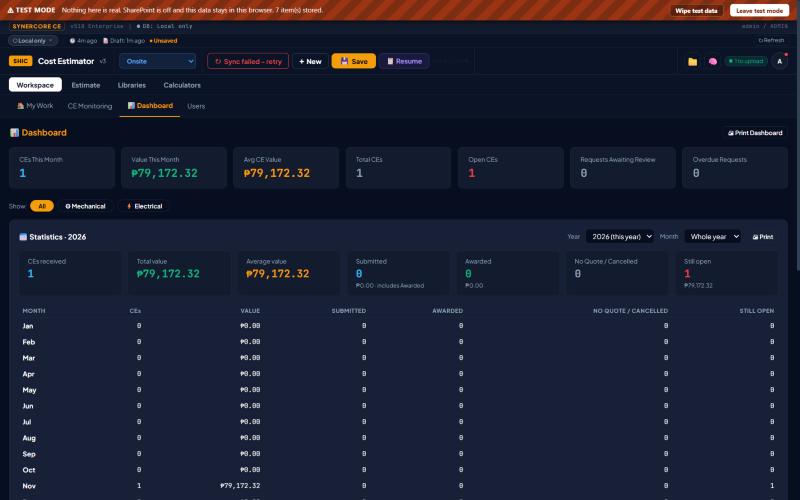 ⚠ TEST MODE Nothing here is real. SharePoint is off and this data stays in this browser. 7 item(s) stored. Wipe test data Leave test mode
SYNERCORE CE v518 Enterprise | ● DB: Local only admin / ADMIN
Local only 4m ago Draft: 1m ago ● Unsaved ↻ Refresh
SHIC Cost Estimator v3 Onsite ↻ Sync failed – retry + New Save Resume 1 to upload A
Workspace Estimate Libraries Calculators
My Work CE Monitoring Dashboard Users
Dashboard Print Dashboard
CEs This Month Value This Month Avg CE Value Total CEs Open CEs Requests Awaiting Review Overdue Requests
1 ₱79,172.32 ₱79,172.32 1 1 0 0
Show: All Mechanical Electrical
Statistics · 2026 Year 2026 (this year) Month Whole year Print
CEs received Total value Average value Submitted Awarded No Quote / Cancelled Still open
1 ₱79,172.32 ₱79,172.32 0 0 0 1
₱0.00 · includes Awarded ₱0.00 ₱79,172.32
MONTH CEs VALUE SUBMITTED AWARDED NO QUOTE / CANCELLED STILL OPEN
Jan 0 ₱0.00 0 0 0 0
Feb 0 ₱0.00 0 0 0 0
Mar 0 ₱0.00 0 0 0 0
Apr 0 ₱0.00 0 0 0 0
May 0 ₱0.00 0 0 0 0
Jun 0 ₱0.00 0 0 0 0
Jul 0 ₱0.00 0 0 0 0
Aug 0 ₱0.00 0 0 0 0
Sep 0 ₱0.00 0 0 0 0
Oct 0 ₱0.00 0 0 0 0
Nov 1 ₱79,172.32 0 0 0 1